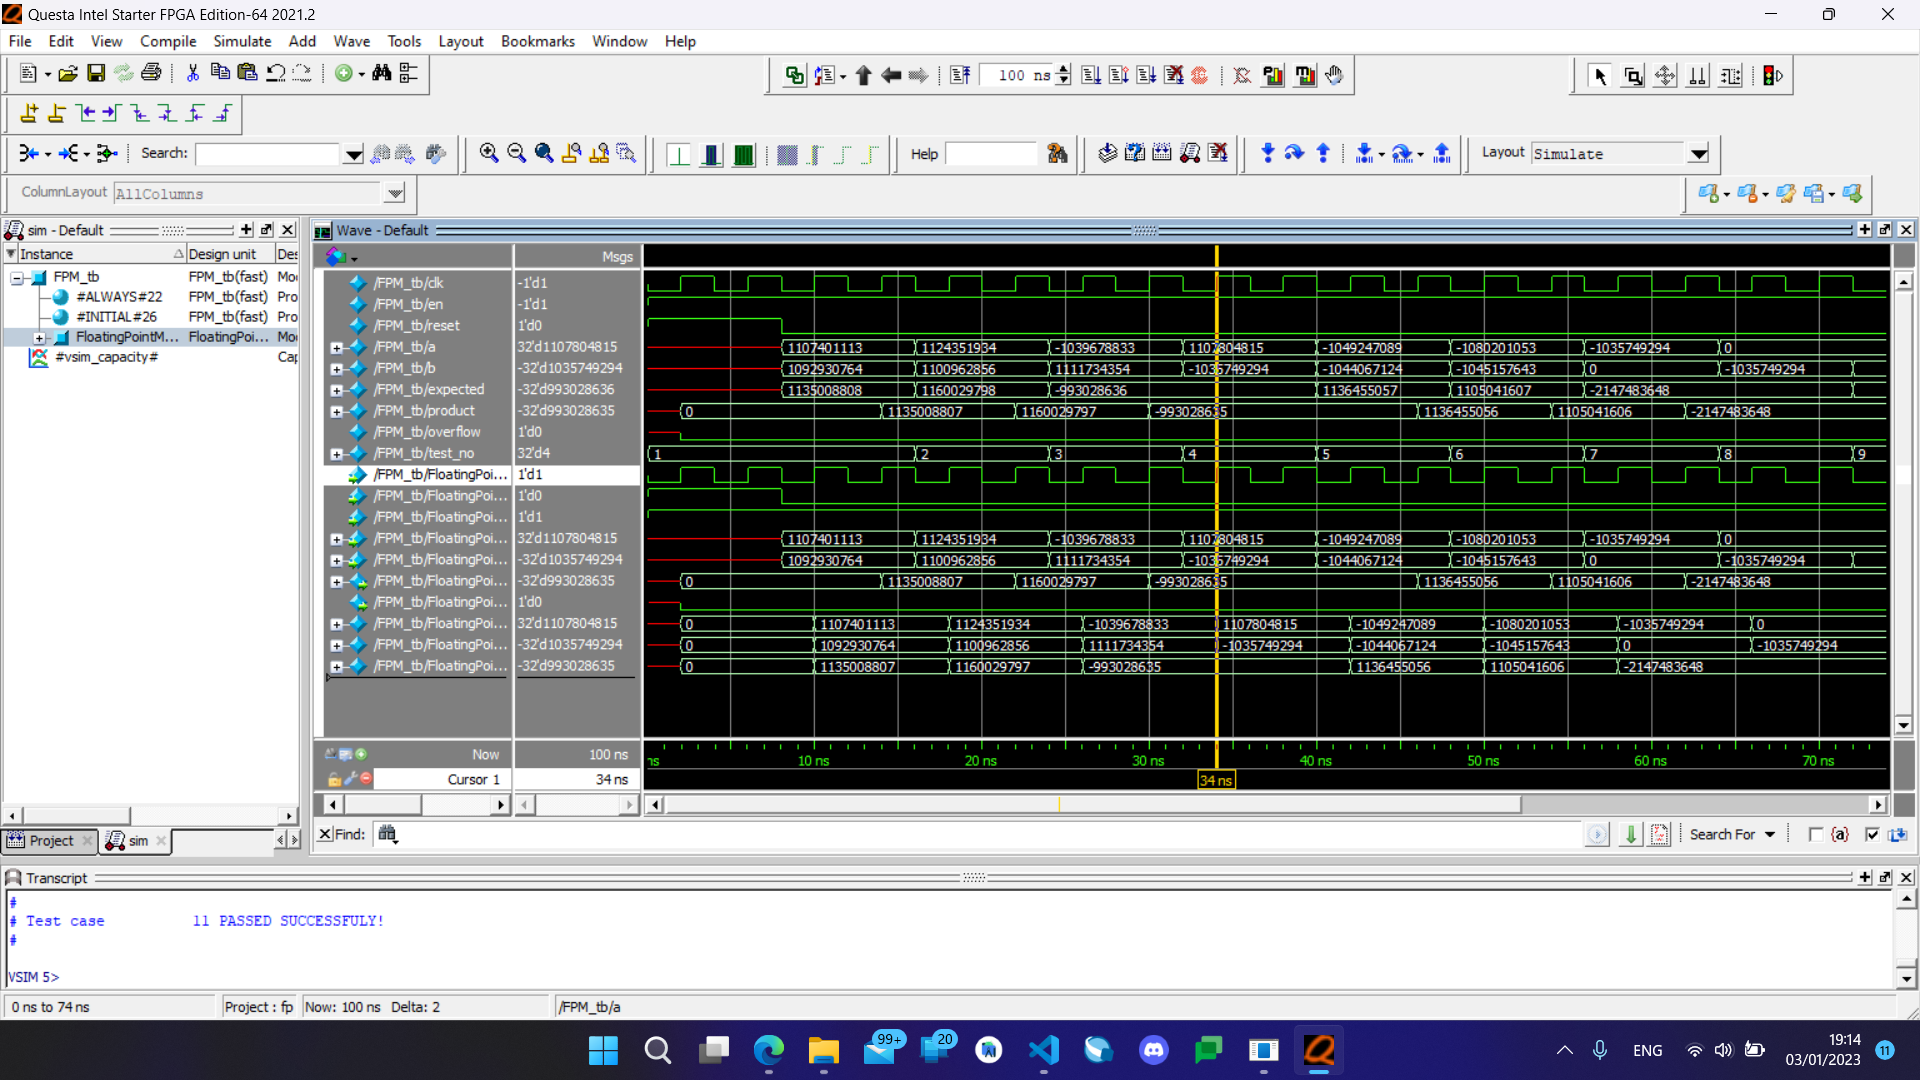 Questa Intel Starter FPGA Edition-64 2021.2
File Edit View Compile Simulate Add Wave Tools Layout Bookmarks Window Help
100 ns
Search: Help Layout Simulate
ColumnLayout AllColumns
sim - Default
Instance Design unit Des
FPM_tb FPM_tb(fast) Mo
#ALWAYS#22 FPM_tb(fast) Pro
#INITIAL#26 FPM_tb(fast) Pro
FloatingPointM... FloatingPoi... Mo
#vsim_capacity# Cap
Wave - Default
Msgs
/FPM_tb/clk -1'd1
/FPM_tb/en -1'd1
/FPM_tb/reset 1'd0
/FPM_tb/a 32'd1107804815 1107401113 1124351934 -1039678833 1107804815 -1049247089 -1080201053 -1035749294 0
/FPM_tb/b -32'd1035749294 1092930764 1100962856 1111734354 -1035749294 -1044067124 -1045157643 0 -1035749294
/FPM_tb/expected -32'd993028636 1135008808 1160029798 -993028636 1136455057 1105041607 -2147483648
/FPM_tb/product -32'd993028635 0 1135008807 1160029797 -993028635 1136455056 1105041606 -2147483648
/FPM_tb/overflow 1'd0
/FPM_tb/test_no 32'd4 1 2 3 4 5 6 7 8 9
/FPM_tb/FloatingPoi... 1'd1
/FPM_tb/FloatingPoi... 1'd0
/FPM_tb/FloatingPoi... 1'd1
/FPM_tb/FloatingPoi... 32'd1107804815 1107401113 1124351934 -1039678833 1107804815 -1049247089 -1080201053 -1035749294 0
/FPM_tb/FloatingPoi... -32'd1035749294 1092930764 1100962856 1111734354 -1035749294 -1044067124 -1045157643 0 -1035749294
/FPM_tb/FloatingPoi... -32'd993028635 0 1135008807 1160029797 -993028635 1136455056 1105041606 -2147483648
/FPM_tb/FloatingPoi... 1'd0
/FPM_tb/FloatingPoi... 32'd1107804815 0 1107401113 1124351934 -1039678833 1107804815 -1049247089 -1080201053 -1035749294 0
/FPM_tb/FloatingPoi... -32'd1035749294 0 1092930764 1100962856 1111734354 -1035749294 -1044067124 -1045157643 0 -1035749294
/FPM_tb/FloatingPoi... -32'd993028635 0 1135008807 1160029797 -993028635 1136455056 1105041606 -2147483648
Now 100 ns ns 10 ns 20 ns 30 ns 40 ns 50 ns 60 ns 70 ns
Cursor 1 34 ns 34 ns
Project sim
Find: Search For
Transcript
#
# Test case 11 PASSED SUCCESSFULY!
#
VSIM 5>
0 ns to 74 ns Project : fp Now: 100 ns Delta: 2 /FPM_tb/a
99+ 20
ENG
19:14
03/01/2023
11